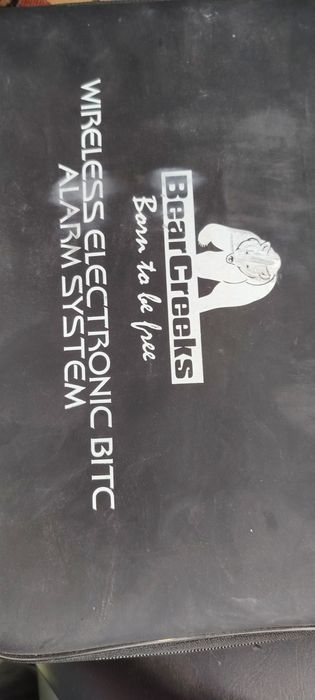 BearCreeks
Born to be free
WIRELESS ELECTRONIC BITC
ALARM SYSTEM